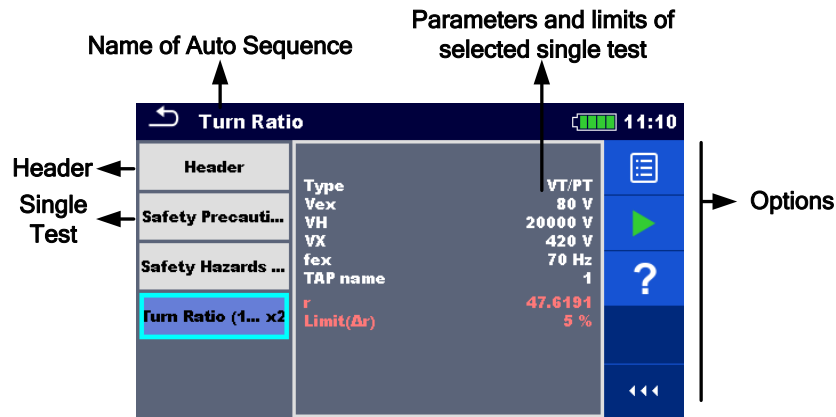 Parameters and limits of
selected single test
Name of Auto Sequence
Turn Ratio
11:10
Header
Header
Single
Test
Safety Precauti...
Safety Hazards ...
Turn Ratio (1... x2
Type VT/PT
Vex 80 V
VH 20000 V
VX 420 V
fex 70 Hz
TAP name 1
r 47.6191
Limit(Δr) 5 %
?
Options